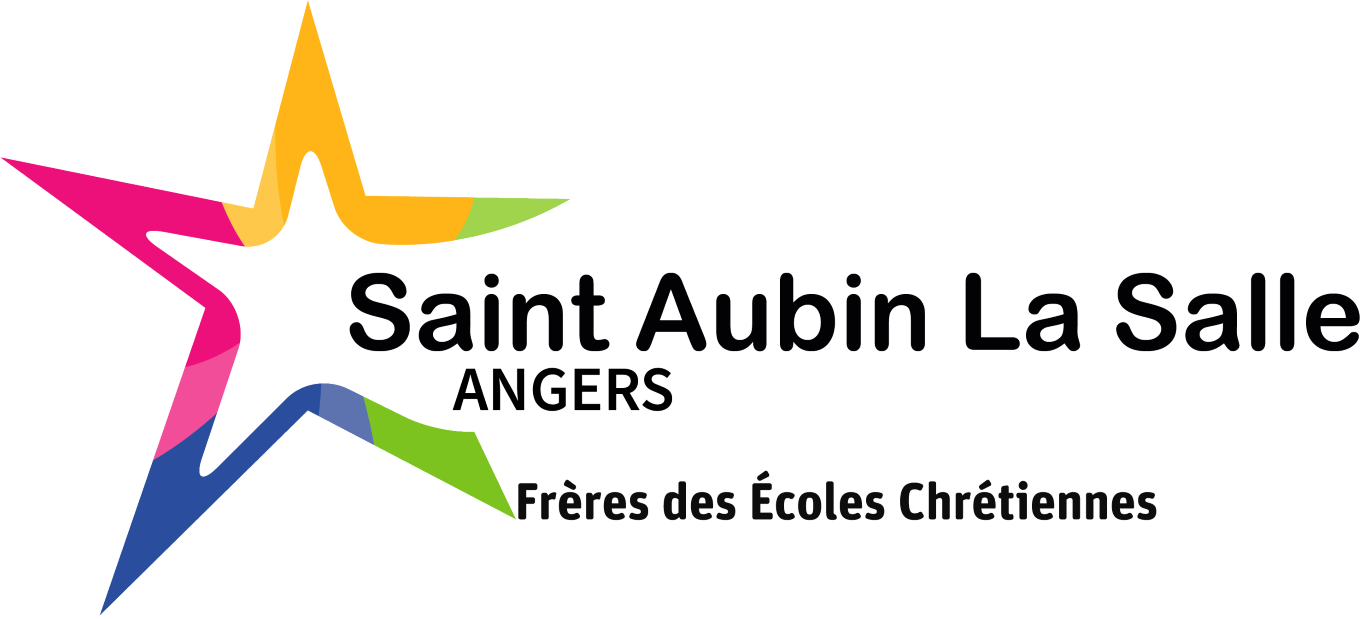 Saint Aubin La Salle
ANGERS
Frères des Écoles Chrétiennes